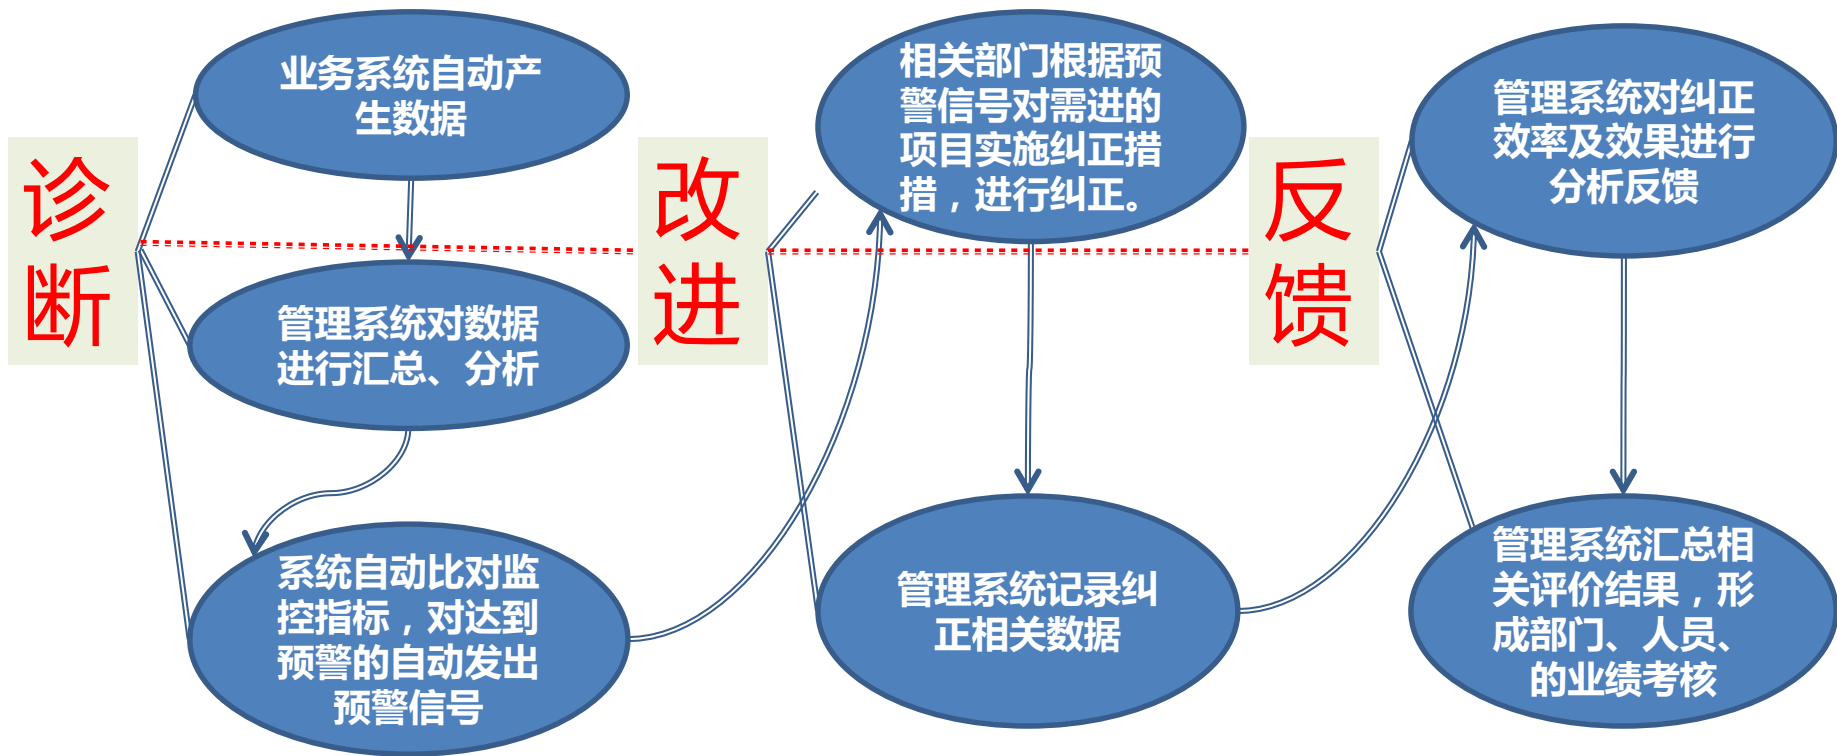 诊
断
业务系统自动产
生数据
管理系统对数据
进行汇总、分析
系统自动比对监
控指标，对达到
预警的自动发出
预警信号
改
进
相关部门根据预
警信号对需进的
项目实施纠正措
措，进行纠正。
管理系统记录纠
正相关数据
反
馈
管理系统对纠正
效率及效果进行
分析反馈
管理系统汇总相
关评价结果，形
成部门、人员、
的业绩考核